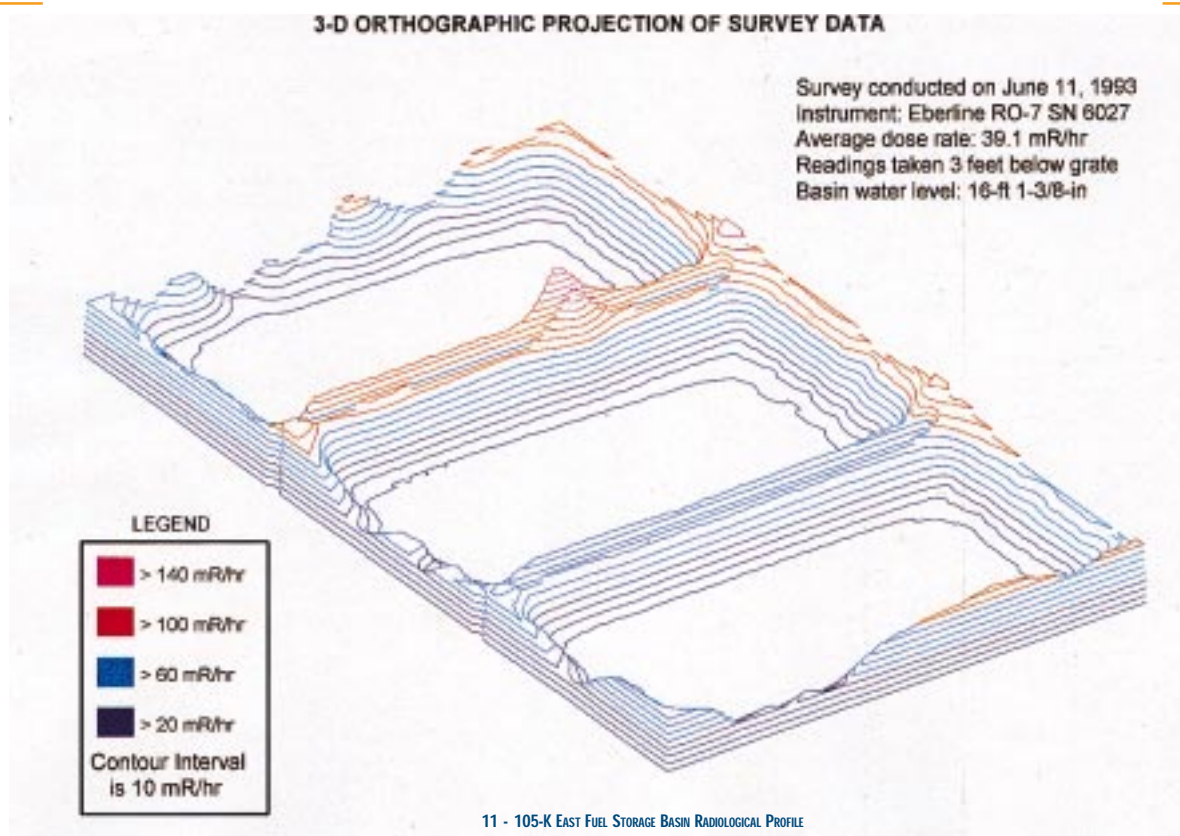 3-D ORTHOGRAPHIC PROJECTION OF SURVEY DATA
Survey conducted on June 11, 1993
Instrument: Eberline RO-7 SN 6027
Average dose rate: 39.1 mR/hr
Readings taken 3 feet below grate
Basin water level: 16-ft 1-3/8-in
LEGEND
> 140 mR/hr
> 100 mR/hr
> 60 mR/hr
> 20 mR/hr
Contour Interval
is 10 mR/hr
11 - 105-K EAST FUEL STORAGE BASIN RADIOLOGICAL PROFILE